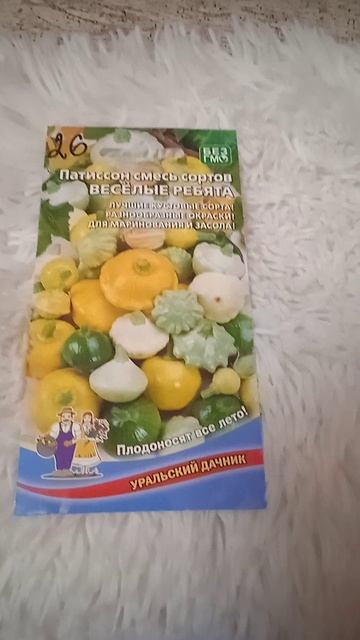 26
БЕЗ
ГМО
Патиссон смесь сортов
ВЕСЁЛЫЕ РЕБЯТА
ЛУЧШИЕ КУСТОВЫЕ СОРТА!
РАЗНООБРАЗНЫЕ ОКРАСКИ!
ДЛЯ МАРИНОВАНИЯ И ЗАСОЛА!
Плодоносят все лето!
УРАЛЬСКИЙ ДАЧНИК